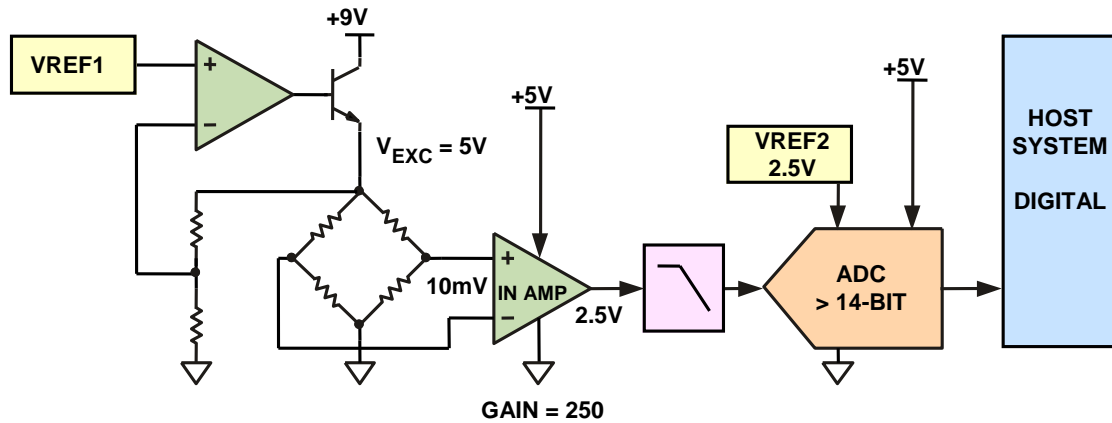 +9V
VREF1
+
−
V_EXC = 5V
+5V
+5V
VREF2
2.5V
HOST
SYSTEM
DIGITAL
+
10mV
IN AMP
−
2.5V
ADC
> 14-BIT
GAIN = 250